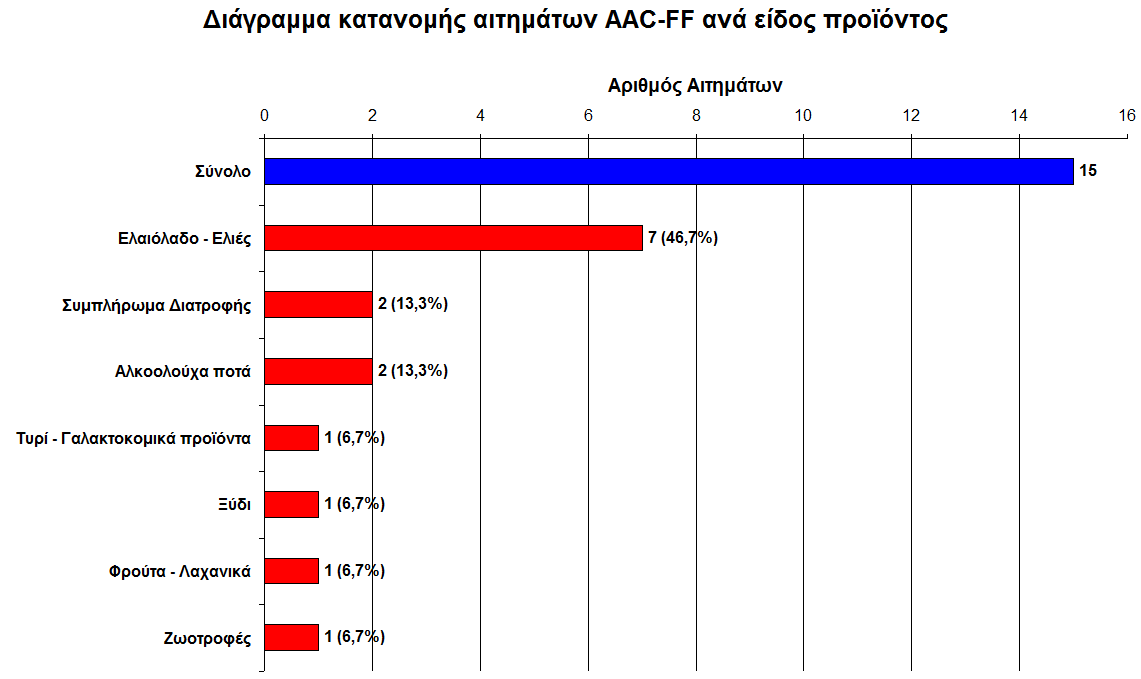 Διάγραμμα κατανομής αιτημάτων AAC-FF ανά είδος προϊόντος
Αριθμός Αιτημάτων
0 2 4 6 8 10 12 14 16
Σύνολο 15
Ελαιόλαδο - Ελιές 7 (46,7%)
Συμπλήρωμα Διατροφής 2 (13,3%)
Αλκοολούχα ποτά 2 (13,3%)
Τυρί - Γαλακτοκομικά προϊόντα 1 (6,7%)
Ξύδι 1 (6,7%)
Φρούτα - Λαχανικά 1 (6,7%)
Ζωοτροφές 1 (6,7%)